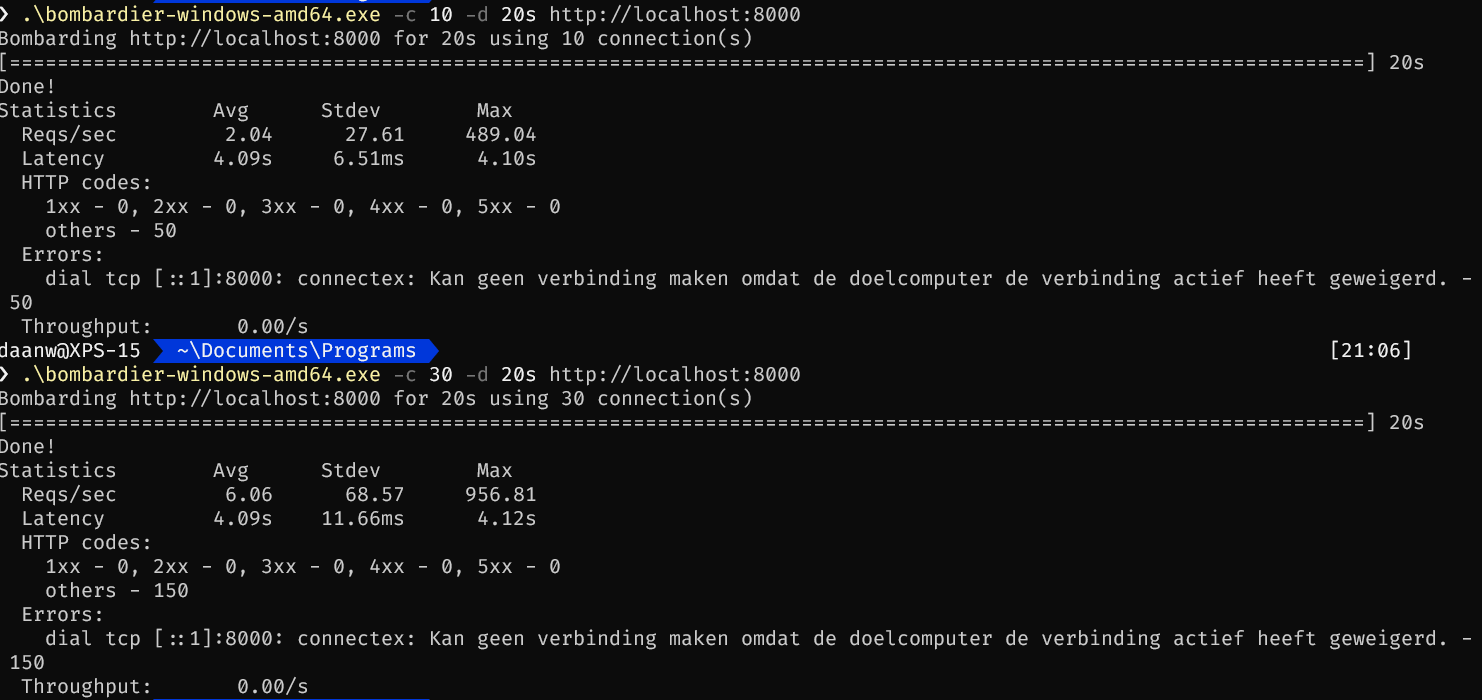 ❯ .\bombardier-windows-amd64.exe -c 10 -d 20s http://localhost:8000
Bombarding http://localhost:8000 for 20s using 10 connection(s)
[=================================================================================================================] 20s
Done!
Statistics        Avg      Stdev        Max
  Reqs/sec         2.04      27.61     489.04
  Latency         4.09s     6.51ms      4.10s
  HTTP codes:
    1xx - 0, 2xx - 0, 3xx - 0, 4xx - 0, 5xx - 0
    others - 50
  Errors:
    dial tcp [::1]:8000: connectex: Kan geen verbinding maken omdat de doelcomputer de verbinding actief heeft geweigerd. -
 50
  Throughput:       0.00/s
daanw@XPS-15  ~\Documents\Programs  [21:06]
❯ .\bombardier-windows-amd64.exe -c 30 -d 20s http://localhost:8000
Bombarding http://localhost:8000 for 20s using 30 connection(s)
[=================================================================================================================] 20s
Done!
Statistics        Avg      Stdev        Max
  Reqs/sec         6.06      68.57     956.81
  Latency         4.09s    11.66ms      4.12s
  HTTP codes:
    1xx - 0, 2xx - 0, 3xx - 0, 4xx - 0, 5xx - 0
    others - 150
  Errors:
    dial tcp [::1]:8000: connectex: Kan geen verbinding maken omdat de doelcomputer de verbinding actief heeft geweigerd. -
 150
  Throughput:       0.00/s